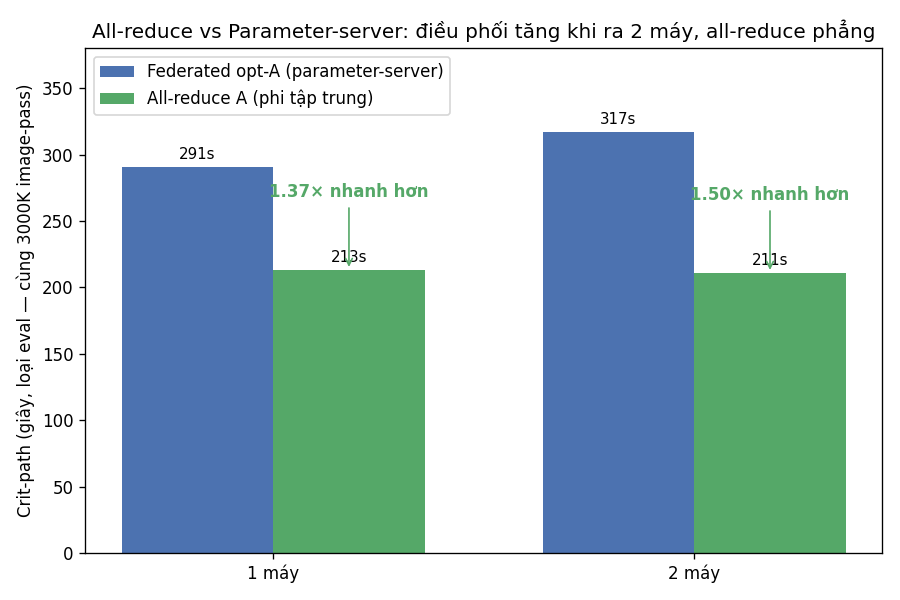 All-reduce vs Parameter-server: điều phối tăng khi ra 2 máy, all-reduce phẳng
Crit-path (giây, loại eval — cùng 3000K image-pass)
350
300
250
200
150
100
50
0
Federated opt-A (parameter-server)
All-reduce A (phi tập trung)
291s
1.37× nhanh hơn
213s
317s
1.50× nhanh hơn
211s
1 máy
2 máy